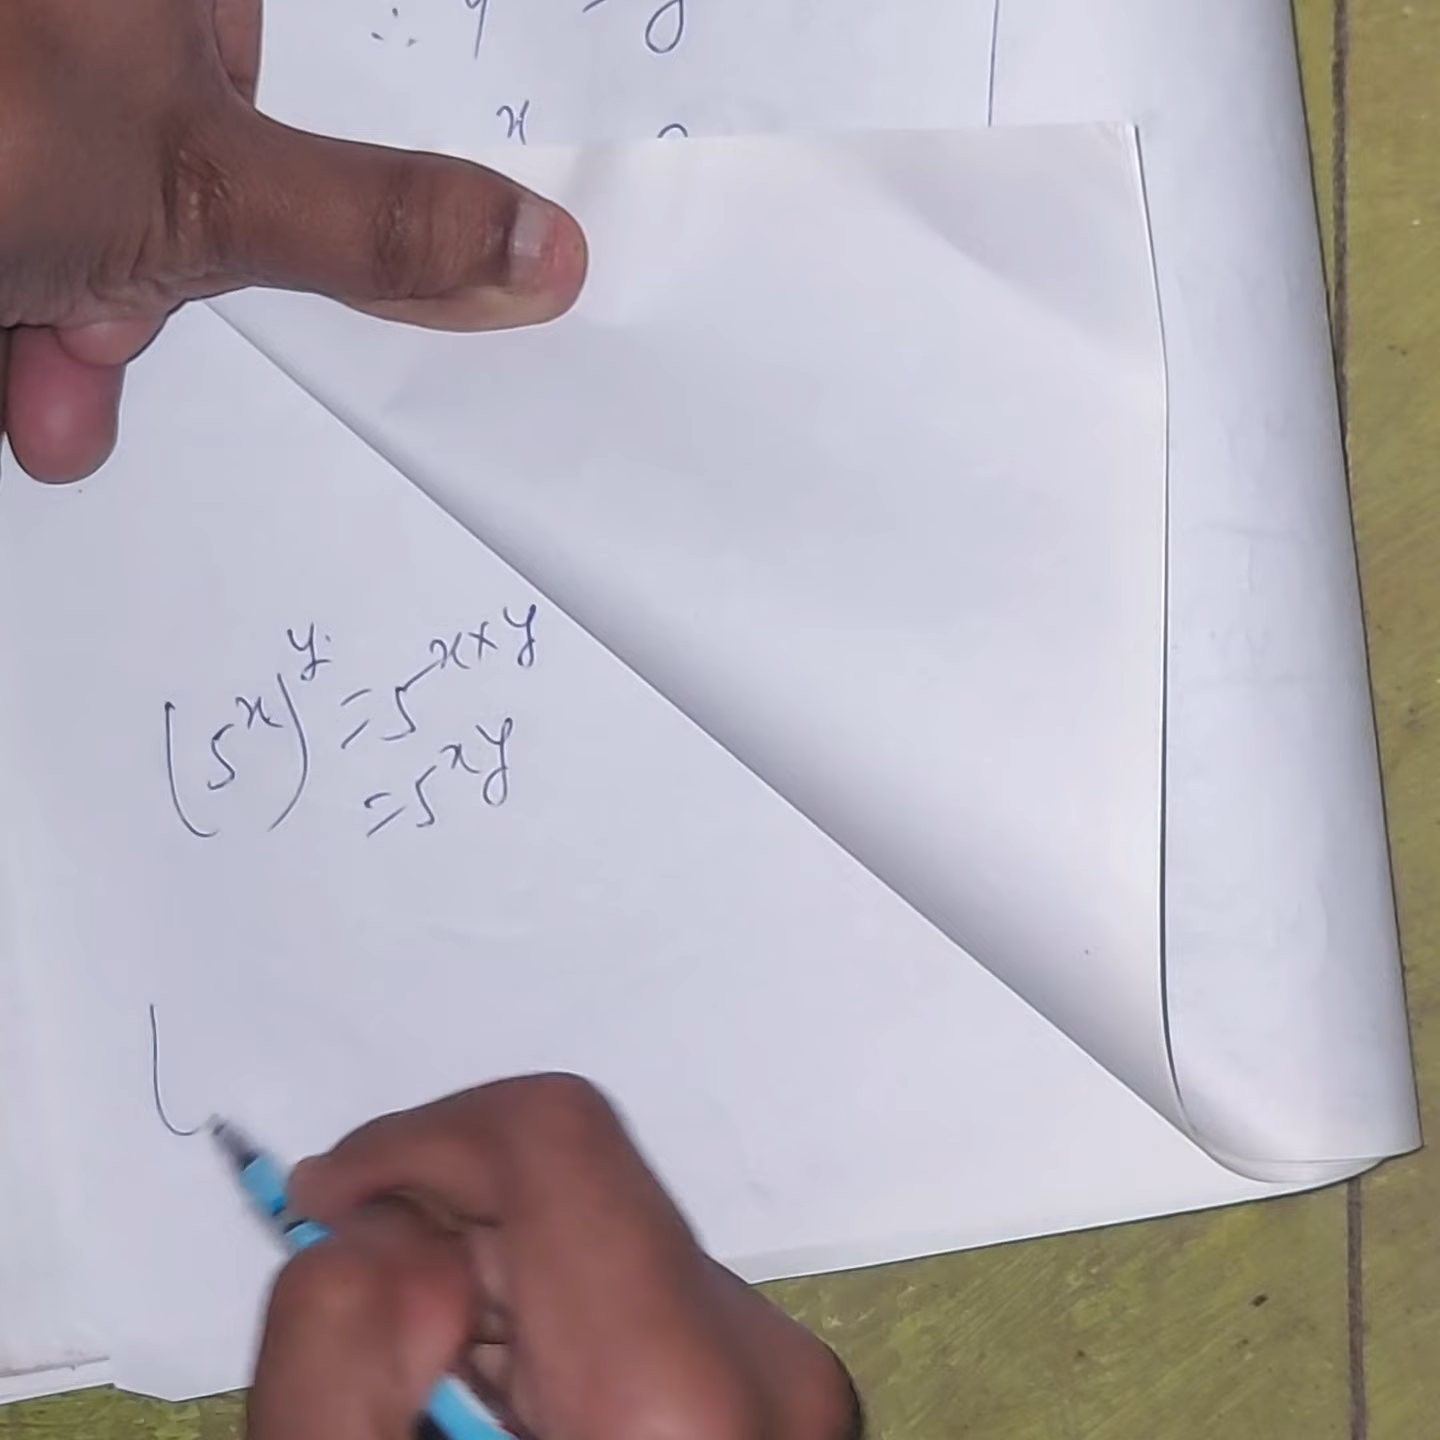 x
(5^x)^y = 5^{x×y}
= 5^{xy}